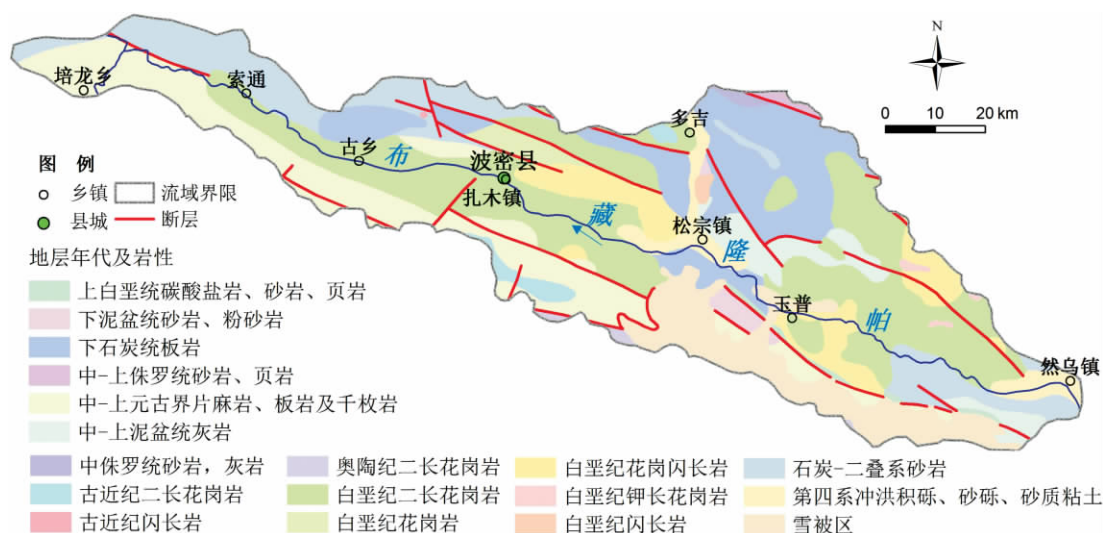 N
0 10 20 km
培龙乡
索通
古乡
布
波密县
扎木镇
多吉
藏
松宗镇
隆
玉普
帕
然乌镇
图 例
乡镇 流域界限
县城 断层
地层年代及岩性
上白垩统碳酸盐岩、砂岩、页岩
下泥盆统砂岩、粉砂岩
下石炭统板岩
中-上侏罗统砂岩、页岩
中-上元古界片麻岩、板岩及千枚岩
中-上泥盆统灰岩
中侏罗统砂岩,灰岩 奥陶纪二长花岗岩 白垩纪花岗闪长岩 石炭-二叠系砂岩
古近纪二长花岗岩 白垩纪二长花岗岩 白垩纪钾长花岗岩 第四系冲洪积砾、砂砾、砂质粘土
古近纪闪长岩 白垩纪花岗岩 白垩纪闪长岩 雪被区